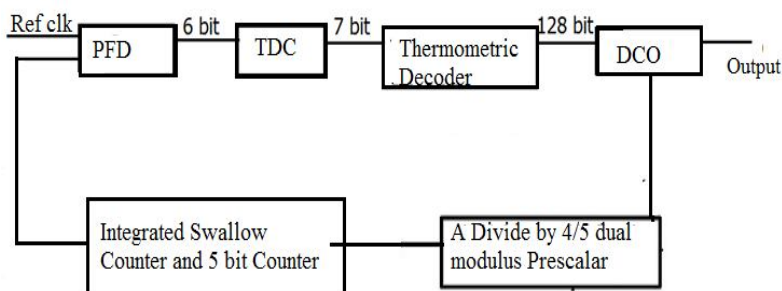 Ref clk
PFD
6 bit
TDC
7 bit
Thermometric
Decoder
128 bit
DCO
Output
Integrated Swallow
Counter and 5 bit Counter
A Divide by 4/5 dual
modulus Prescalar